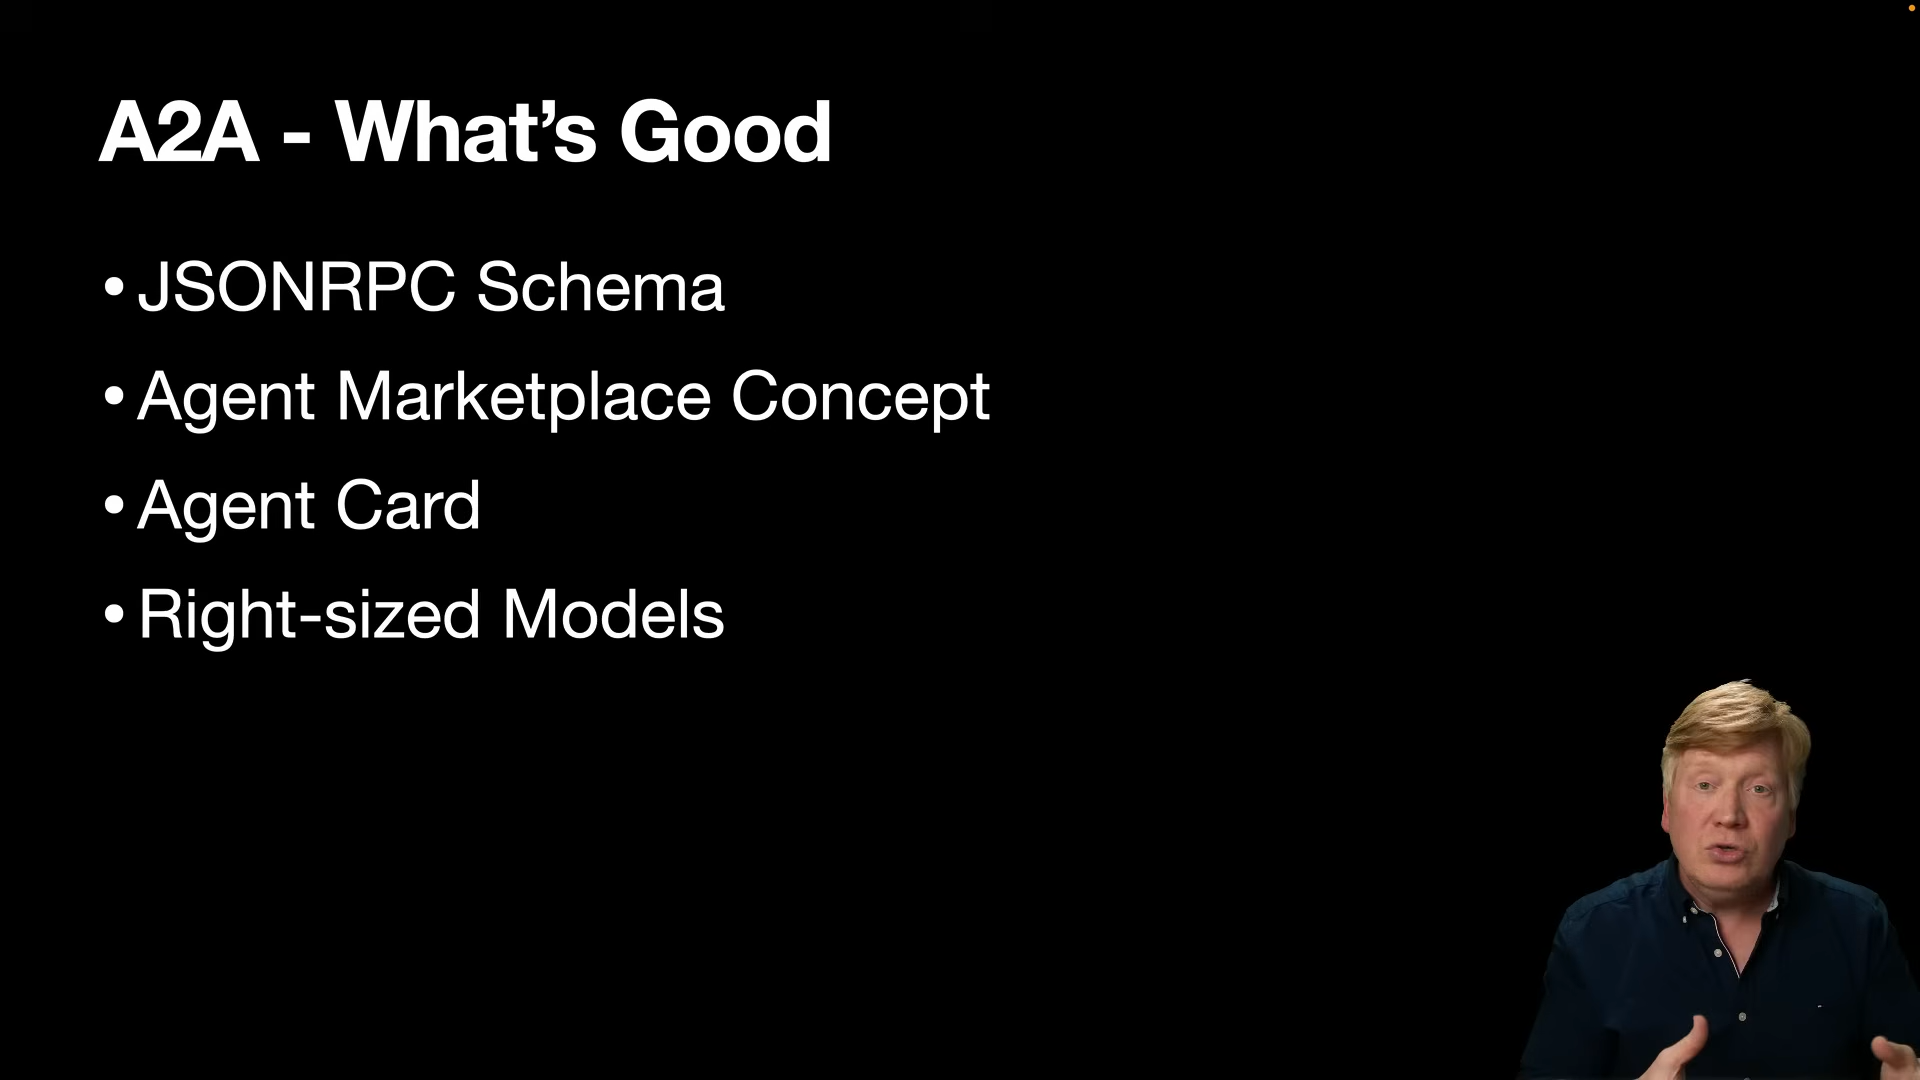 A2A - What’s Good
• JSONRPC Schema
• Agent Marketplace Concept
• Agent Card
• Right-sized Models